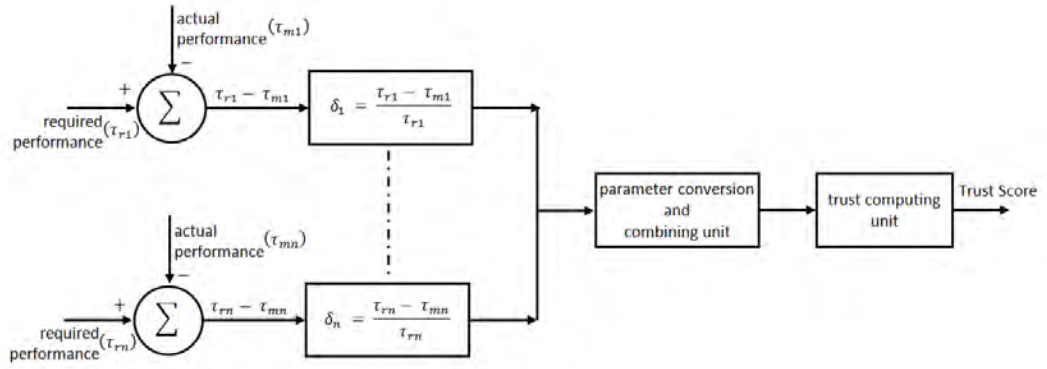 actual
performance(τm1)
−
+
∑
τr1 − τm1
δ1 = (τr1 − τm1) / τr1
required
performance(τr1)
parameter conversion
and
combining unit
trust computing
unit
Trust Score
actual
performance(τmn)
−
+
∑
τrn − τmn
δn = (τrn − τmn) / τrn
required
performance(τrn)